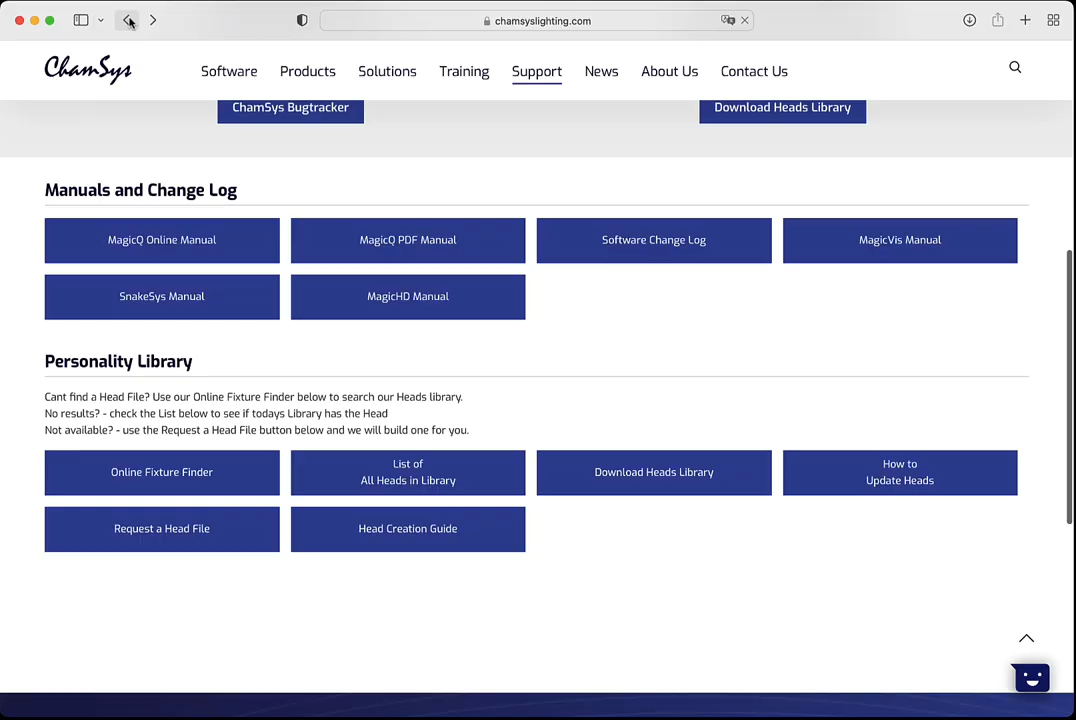 chamsyslighting.com
ChamSys
Software Products Solutions Training Support News About Us Contact Us
ChamSys Bugtracker
Download Heads Library
Manuals and Change Log
MagicQ Online Manual
MagicQ PDF Manual
Software Change Log
MagicVis Manual
SnakeSys Manual
MagicHD Manual
Personality Library
Cant find a Head File? Use our Online Fixture Finder below to search our Heads library.
No results? - check the List below to see if todays Library has the Head
Not available? - use the Request a Head File button below and we will build one for you.
Online Fixture Finder
List of
All Heads in Library
Download Heads Library
How to
Update Heads
Request a Head File
Head Creation Guide